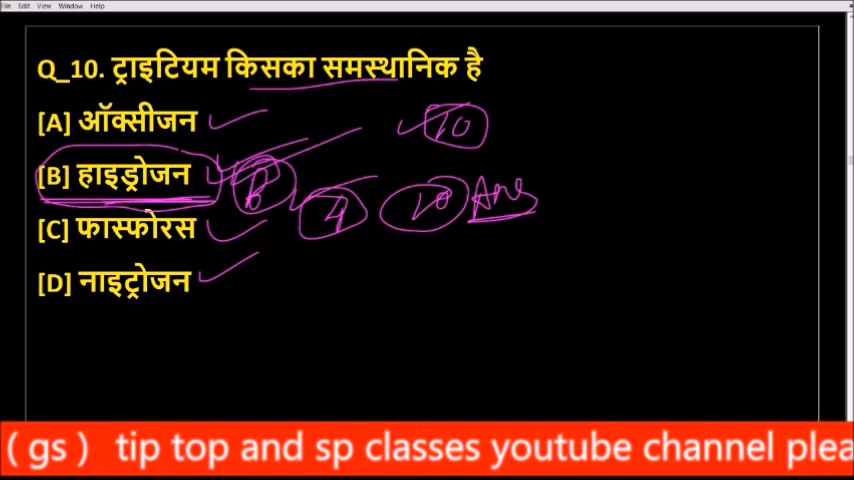 File Edit View Window Help
Q_10. ट्राइटियम किसका समस्थानिक है
[A] ऑक्सीजन
10
[B] हाइड्रोजन B
Ans
[C] फास्फोरस
[D] नाइट्रोजन
( gs ) tip top and sp classes youtube channel plea